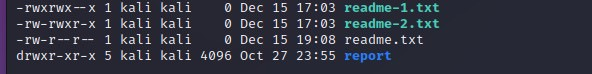 -rwxrwx--x 1 kali kali    0 Dec 15 17:03 readme-1.txt
-rwxrwx--x 1 kali kali    0 Dec 15 17:03 readme-2.txt
-rw-r--r-- 1 kali kali    0 Dec 15 19:08 readme.txt
drwxr-xr-x 5 kali kali 4096 Oct 27 23:55 report